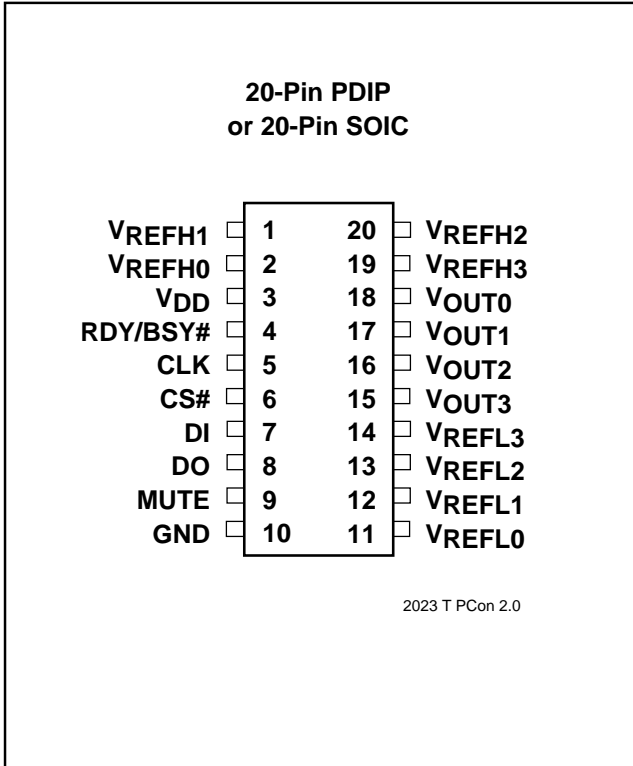 20-Pin PDIP
or 20-Pin SOIC
VREFH1 1 20 VREFH2
VREFH0 2 19 VREFH3
VDD 3 18 VOUT0
RDY/BSY# 4 17 VOUT1
CLK 5 16 VOUT2
CS# 6 15 VOUT3
DI 7 14 VREFL3
DO 8 13 VREFL2
MUTE 9 12 VREFL1
GND 10 11 VREFL0
2023 T PCon 2.0